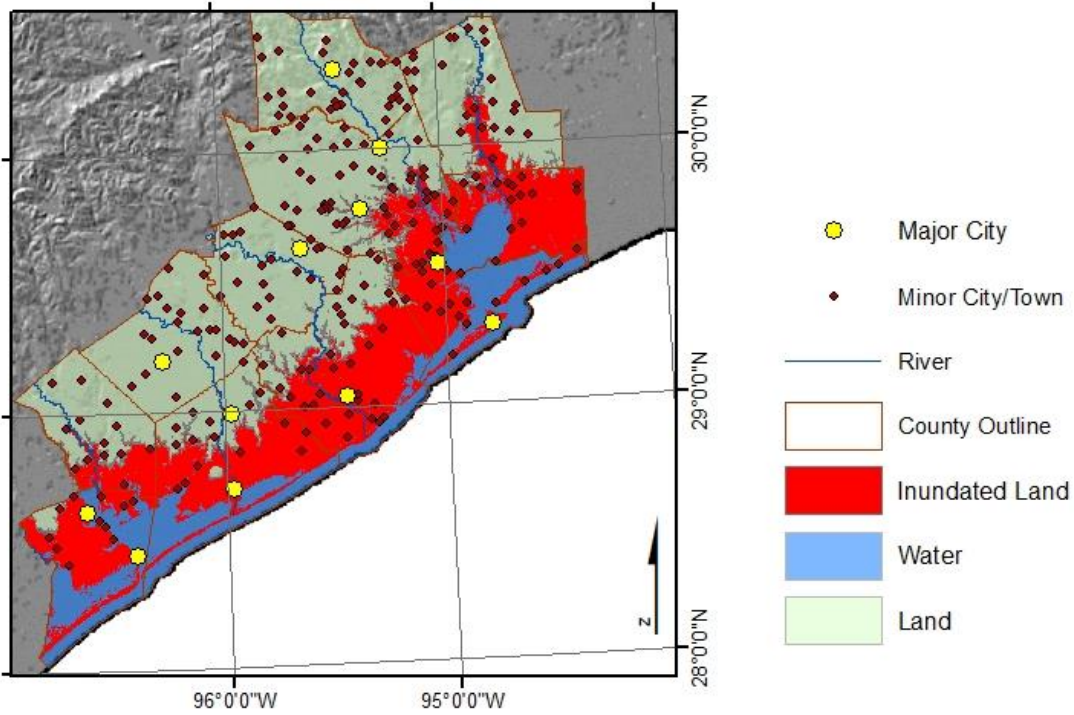 30°0'0"N
29°0'0"N
28°0'0"N
96°0'0"W
95°0'0"W
N
Major City
Minor City/Town
River
County Outline
Inundated Land
Water
Land